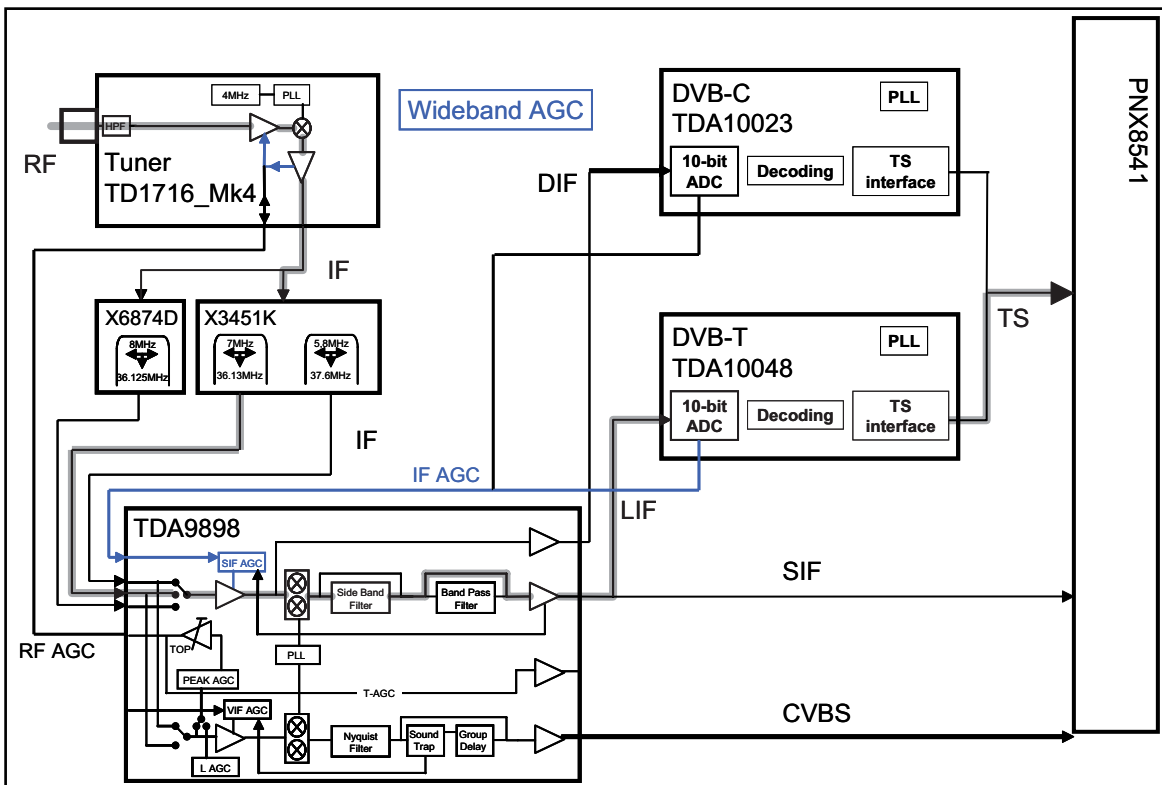 4MHz
PLL
HPF
RF
Tuner
TD1716_Mk4
Wideband AGC
DVB-C
TDA10023
PLL
10-bit
ADC
Decoding
TS
interface
PNX8541
DIF
IF
X6874D
8MHz
36.125MHz
X3451K
7MHz
36.13MHz
5.8MHz
37.6MHz
IF
TS
DVB-T
TDA10048
PLL
10-bit
ADC
Decoding
TS
interface
IF AGC
LIF
TDA9898
SIF AGC
Side Band
Filter
Band Pass
Filter
SIF
RF AGC
TOP
PLL
PEAK AGC
T-AGC
VIF AGC
L AGC
Nyquist
Filter
Sound
Trap
Group
Delay
CVBS